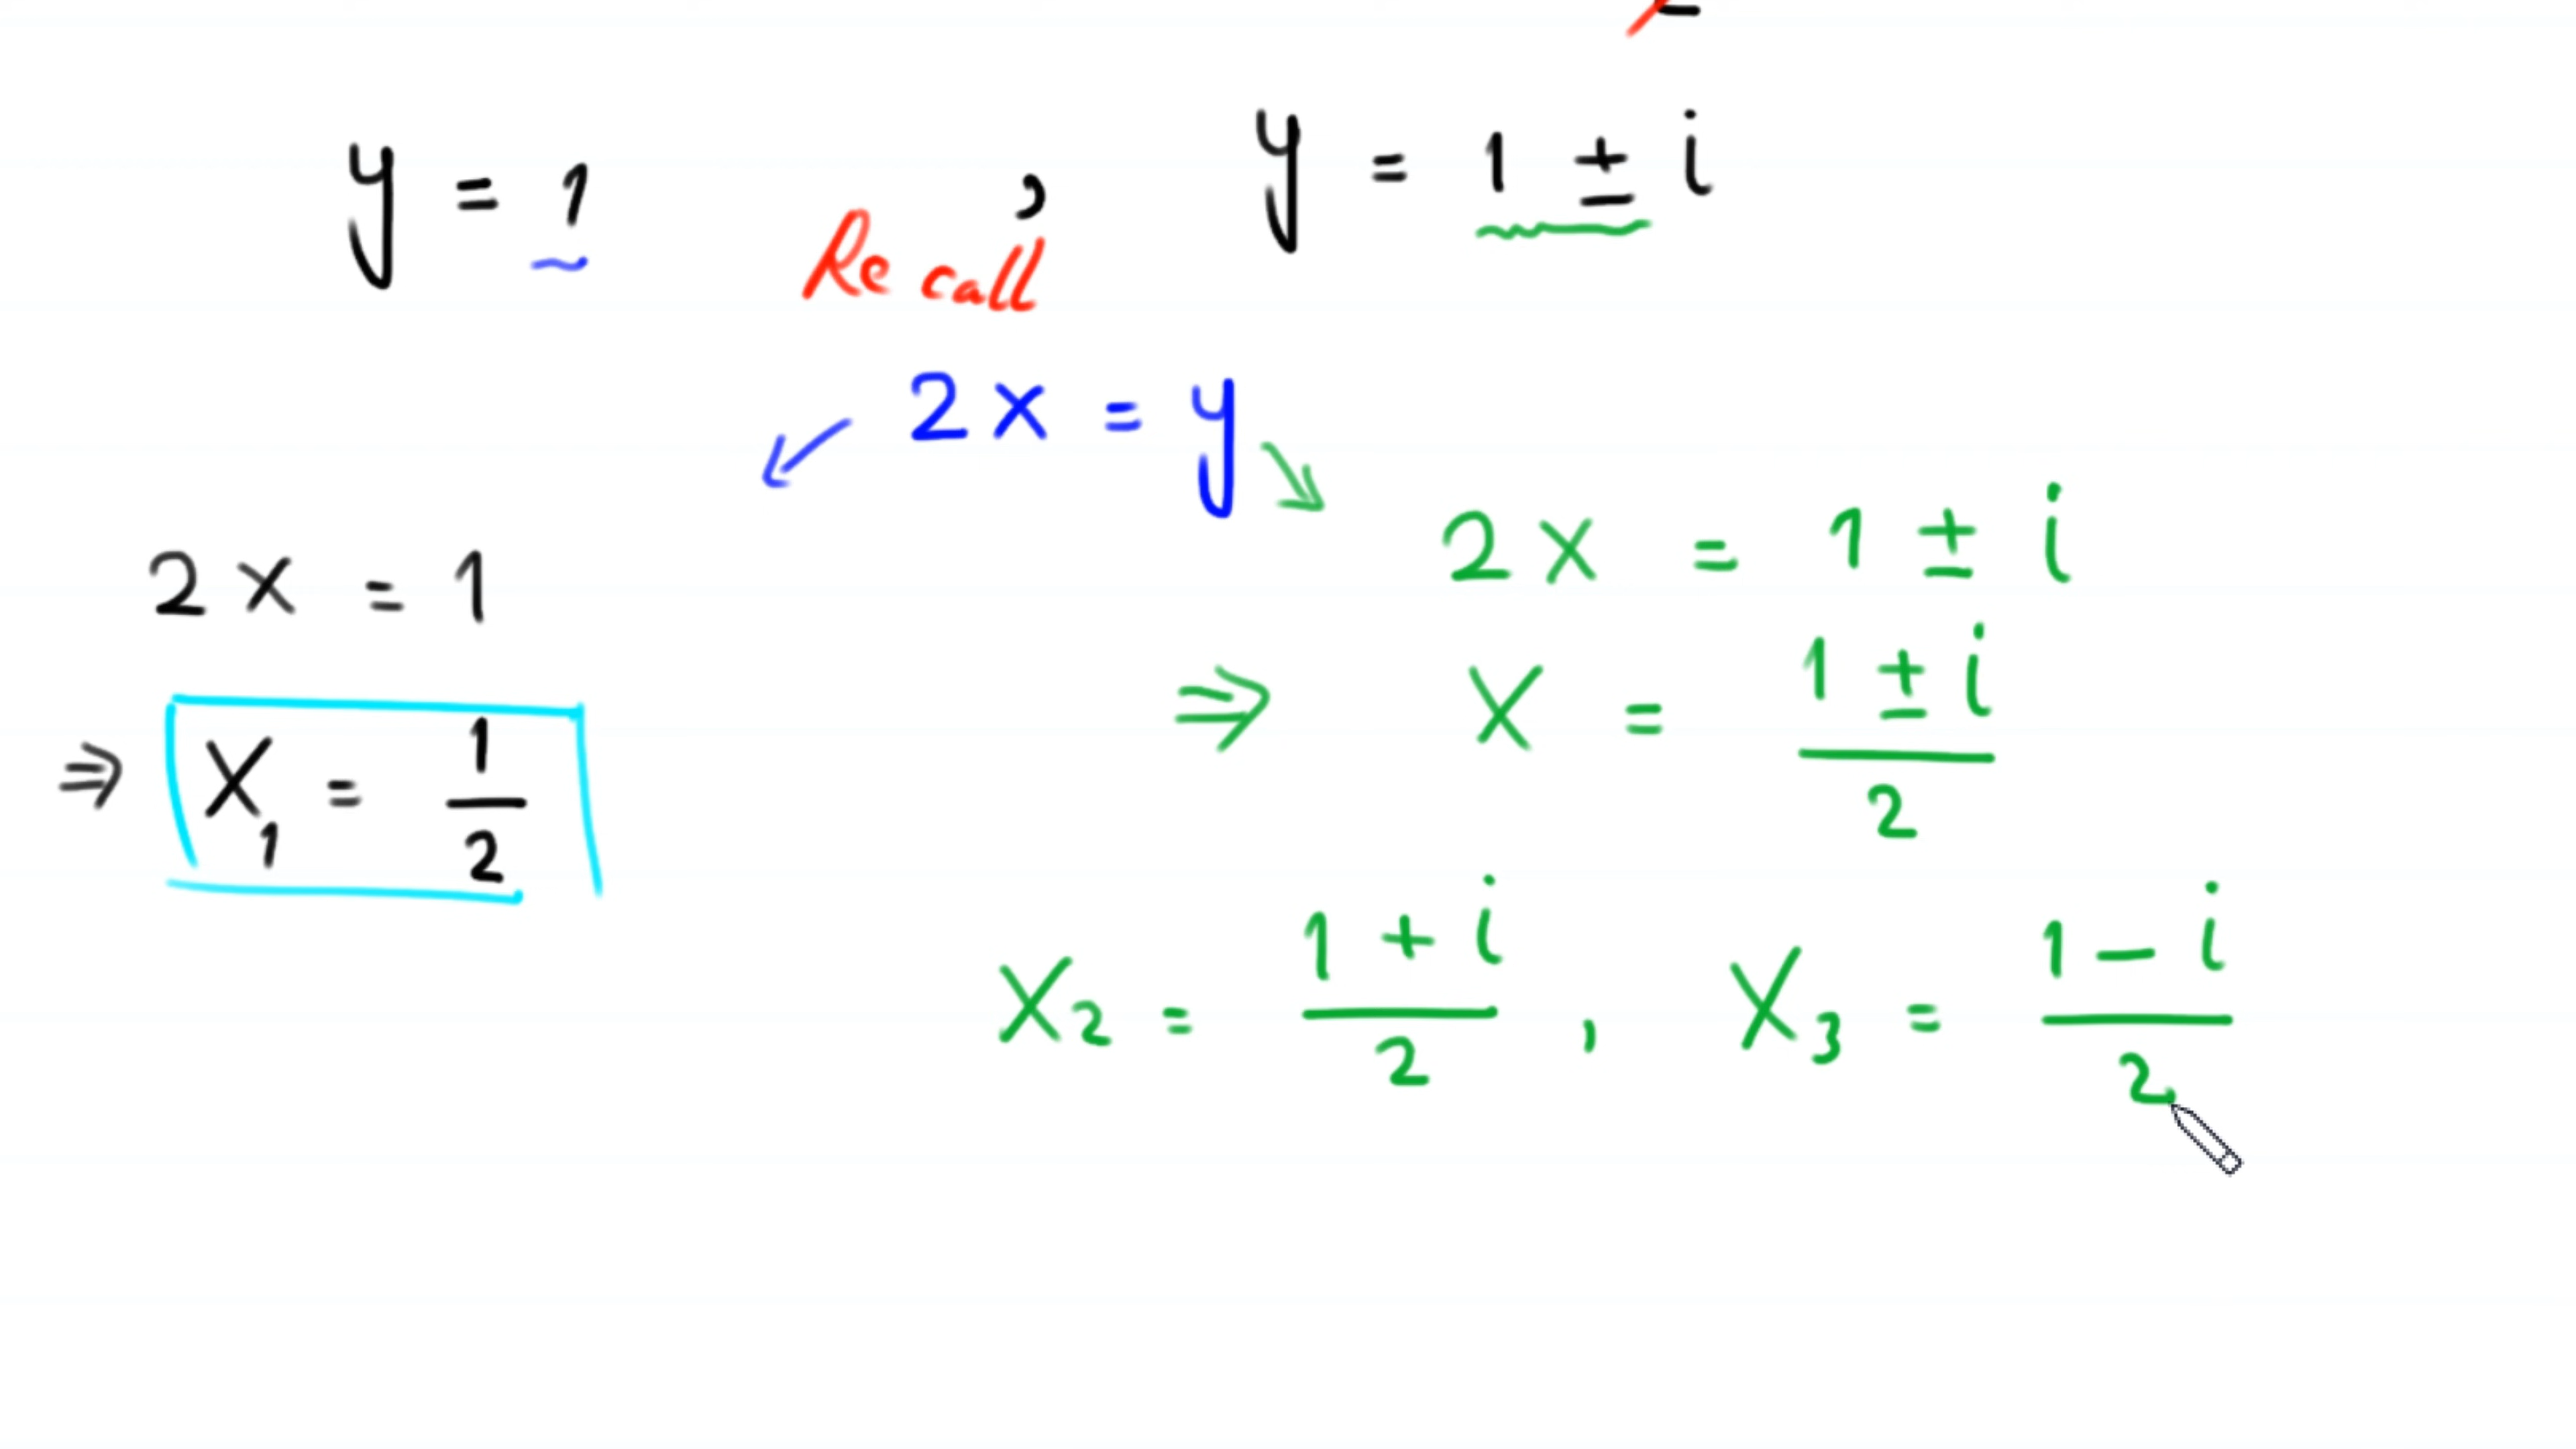 y = 1 , y = 1 ± i
Recall
2x = y
2x = 1
2x = 1 ± i
⇒ x₁ = 1/2
⇒ x = (1 ± i)/2
x₂ = (1 + i)/2 , x₃ = (1 - i)/2